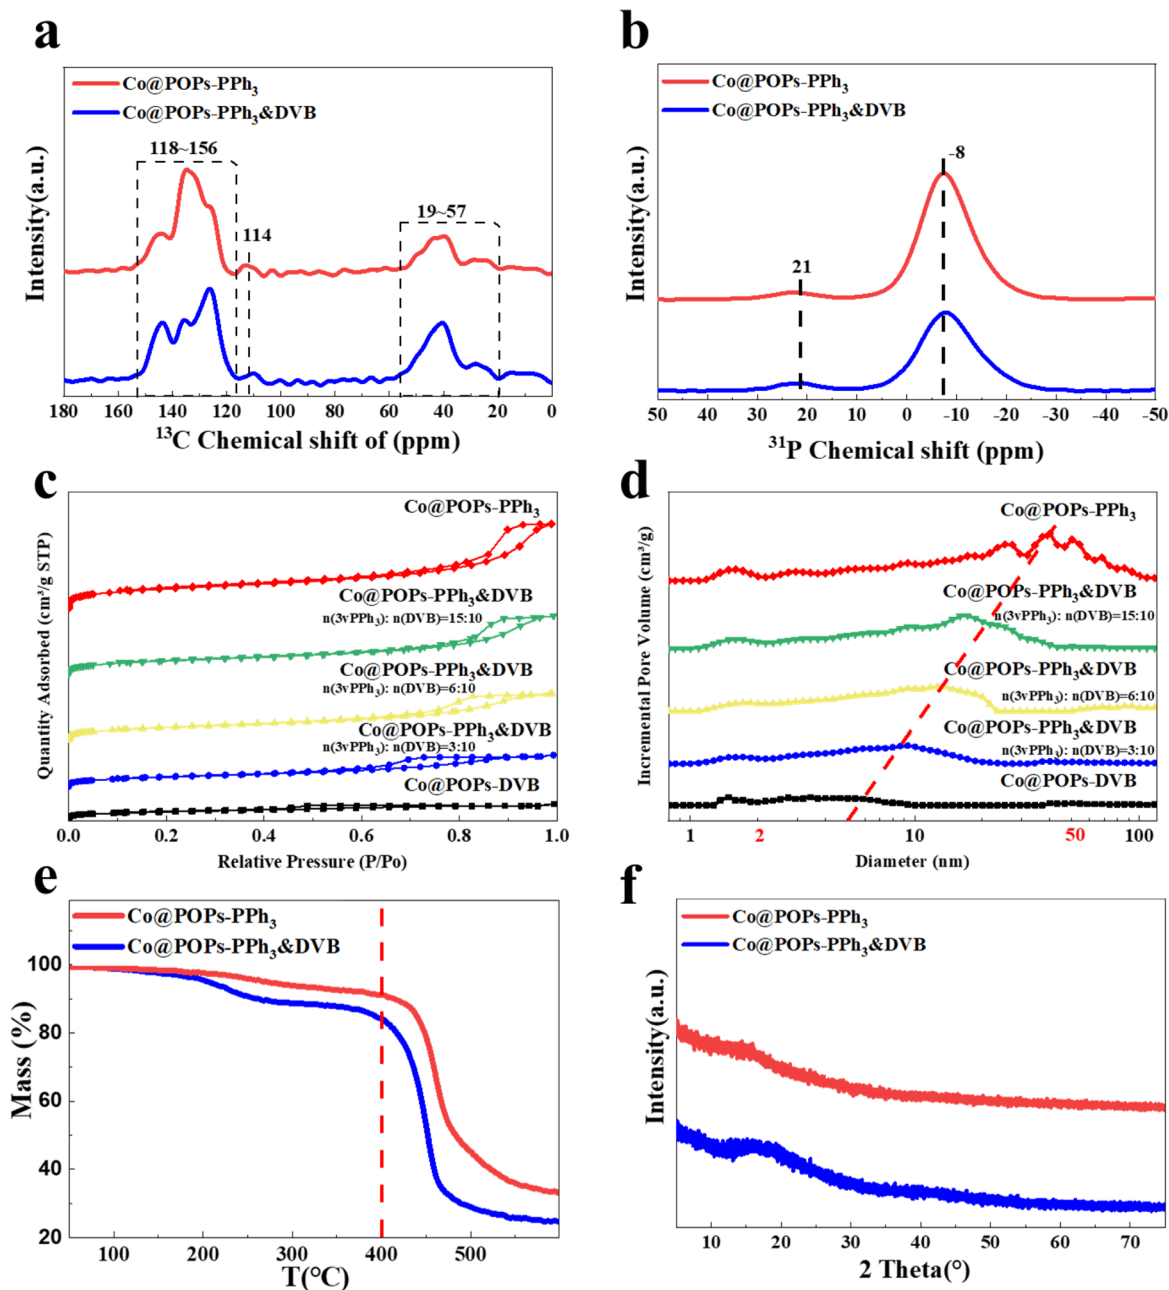 a
Co@POPs-PPh₃
Co@POPs-PPh₃&DVB
118~156
114
19~57
Intensity(a.u.)
180 160 140 120 100 80 60 40 20 0
¹³C Chemical shift of (ppm)
b
Co@POPs-PPh₃
Co@POPs-PPh₃&DVB
-8
21
Intensity(a.u.)
50 40 30 20 10 0 -10 -20 -30 -40 -50
³¹P Chemical shift (ppm)
c
Co@POPs-PPh₃
Co@POPs-PPh₃&DVB
n(3vPPh₃): n(DVB)=15:10
Co@POPs-PPh₃&DVB
n(3vPPh₃): n(DVB)=6:10
Co@POPs-PPh₃&DVB
n(3vPPh₃): n(DVB)=3:10
Co@POPs-DVB
Quantity Adsorbed (cm³/g STP)
0.0 0.2 0.4 0.6 0.8 1.0
Relative Pressure (P/Po)
d
Co@POPs-PPh₃
Co@POPs-PPh₃&DVB
n(3vPPh₃): n(DVB)=15:10
Co@POPs-PPh₃&DVB
n(3vPPh₃): n(DVB)=6:10
Co@POPs-PPh₃&DVB
n(3vPPh₃): n(DVB)=3:10
Co@POPs-DVB
Incremental Pore Volume (cm³/g)
1 2 10 50 100
Diameter (nm)
e
Co@POPs-PPh₃
Co@POPs-PPh₃&DVB
Mass (%)
100
80
60
40
20
100 200 300 400 500
T(°C)
f
Co@POPs-PPh₃
Co@POPs-PPh₃&DVB
Intensity(a.u.)
10 20 30 40 50 60 70
2 Theta(°)